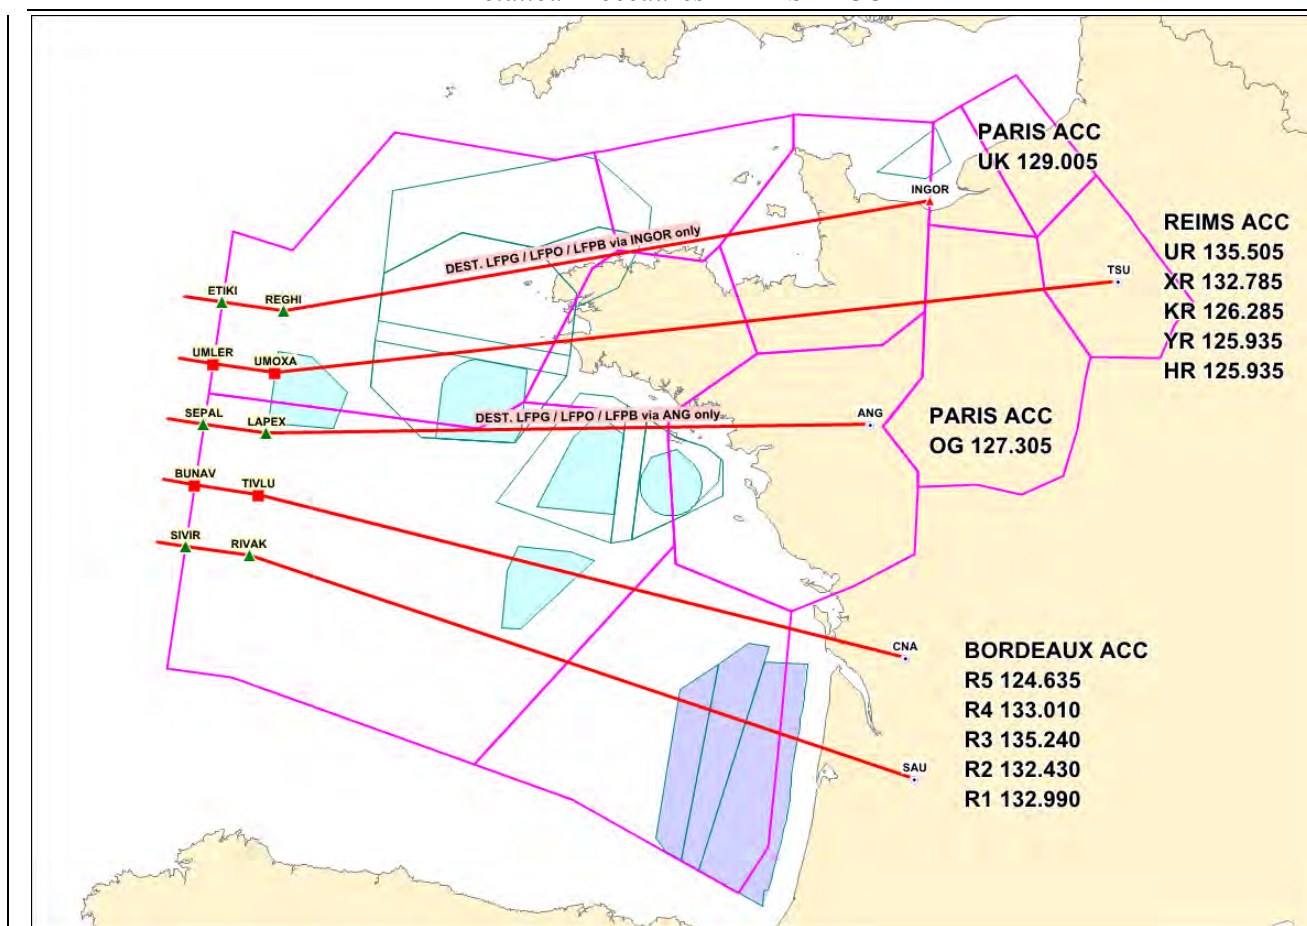 PARIS ACC
UK 129.005
INGOR
REIMS ACC
UR 135.505
XR 132.785
KR 126.285
YR 125.935
HR 125.935
DEST. LFPG / LFPO / LFPB via INGOR only
TSU
ETIKI
REGHI
UMLER
UMOXA
SEPAL
LAPEX
DEST. LFPG / LFPO / LFPB via ANG only
ANG
PARIS ACC
OG 127.305
BUNAV
TIVLU
SIVIR
RIVAK
CNA
BORDEAUX ACC
R5 124.635
R4 133.010
R3 135.240
R2 132.430
R1 132.990
SAU